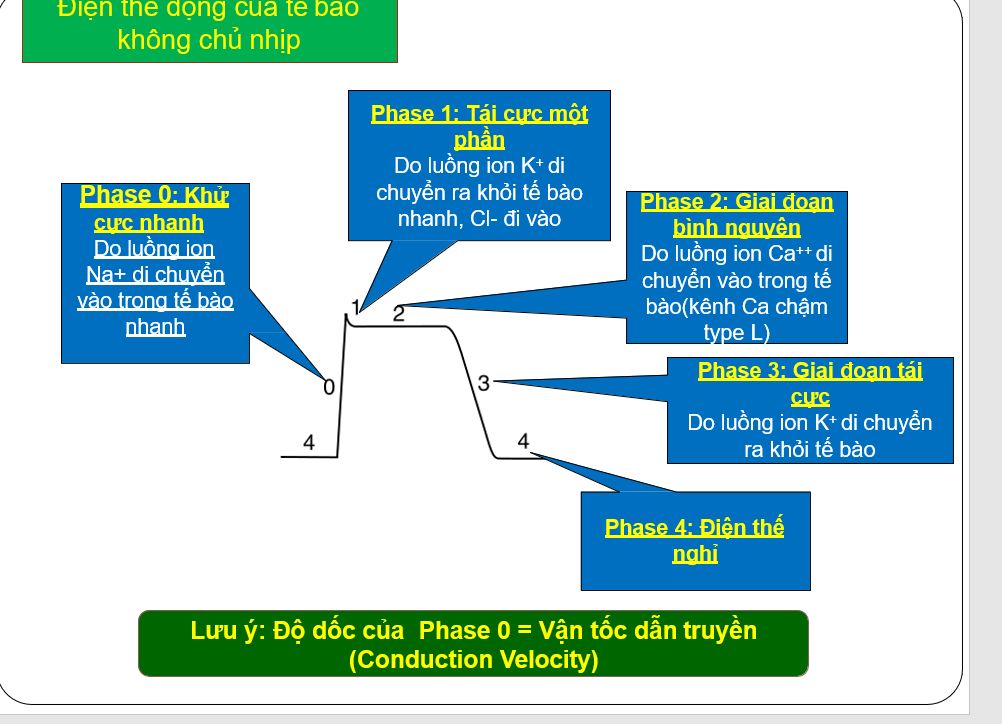 Điện thế động của tế bào
không chủ nhịp
Phase 1: Tái cực một
phần
Do luồng ion K+ di
chuyển ra khỏi tế bào
nhanh, Cl- đi vào
Phase 0: Khử
cực nhanh
Do luồng ion
Na+ di chuyển
vào trong tế bào
nhanh
Phase 2: Giai đoạn
bình nguyên
Do luồng ion Ca++ di
chuyển vào trong tế
bào(kênh Ca chậm
type L)
1
2
0
3
4
4
Phase 3: Giai đoạn tái
cực
Do luồng ion K+ di chuyển
ra khỏi tế bào
Phase 4: Điện thế
nghỉ
Lưu ý: Độ dốc của Phase 0 = Vận tốc dẫn truyền
(Conduction Velocity)